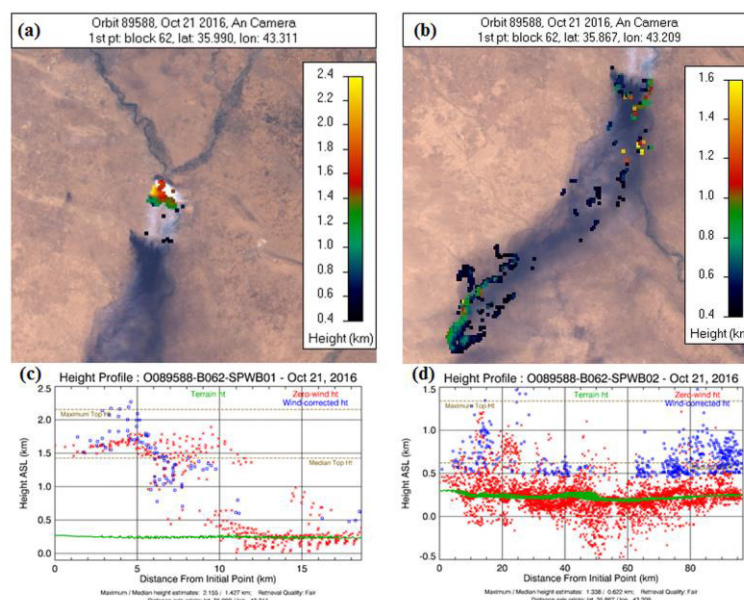 (a)
Orbit 89588, Oct 21 2016, An Camera
1st pt: block 62, lat: 35.990, lon: 43.311
2.4
2.2
2.0
1.8
1.6
1.4
1.2
1.0
0.8
0.6
0.4
Height (km)
(b)
Orbit 89588, Oct 21 2016, An Camera
1st pt: block 62, lat: 35.867, lon: 43.209
1.6
1.4
1.2
1.0
0.8
0.6
0.4
Height (km)
(c)
Height Profile : O089588-B062-SPWB01 - Oct 21, 2016
Terrain ht
Zero-wind ht
Wind-corrected ht
Maximum Top Ht
Median Top Ht
Height ASL (km)
2.5
2.0
1.5
1.0
0.5
0.0
0
5
10
15
Distance From Initial Point (km)
Maximum / Median height estimates: 2.155 / 1.427 km; Retrieval Quality: Fair
(d)
Height Profile : O089588-B062-SPWB02 - Oct 21, 2016
Terrain ht
Zero-wind ht
Wind-corrected ht
Maximum Top Ht
Height ASL (km)
1.5
1.0
0.5
0.0
-0.5
0
20
40
60
80
Distance From Initial Point (km)
Maximum / Median height estimates: 1.338 / 0.622 km; Retrieval Quality: Fair